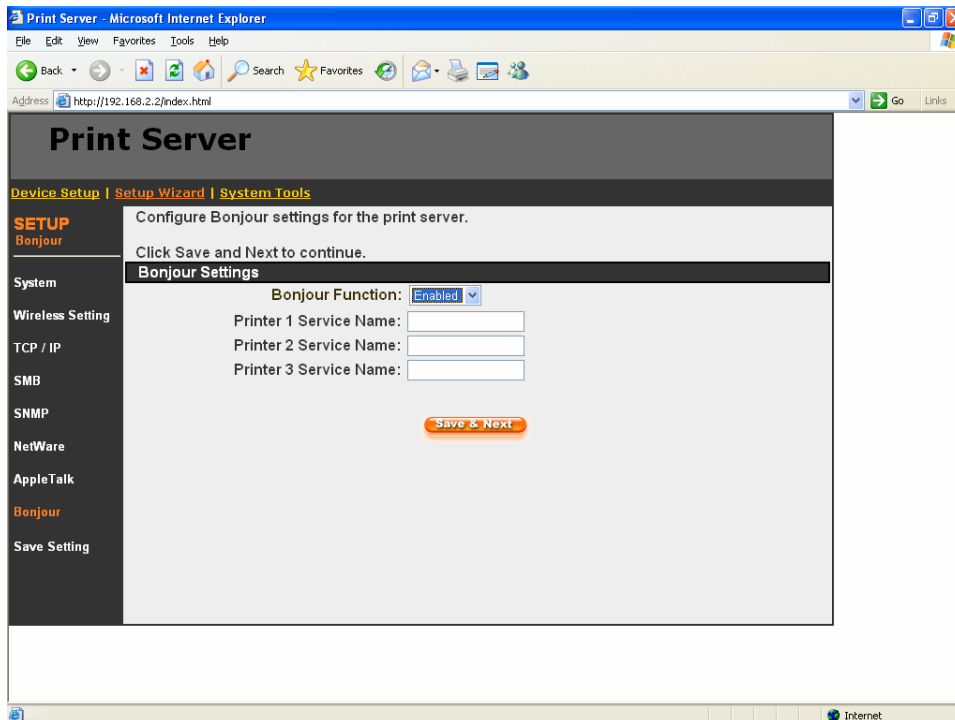 Print Server - Microsoft Internet Explorer
File Edit View Favorites Tools Help
Back Search Favorites
Address http://192.168.2.2/index.html Go Links
Print Server
Device Setup | Setup Wizard | System Tools
SETUP
Bonjour
System
Wireless Setting
TCP / IP
SMB
SNMP
NetWare
AppleTalk
Bonjour
Save Setting
Configure Bonjour settings for the print server.
Click Save and Next to continue.
Bonjour Settings
Bonjour Function: Enabled
Printer 1 Service Name:
Printer 2 Service Name:
Printer 3 Service Name:
Save & Next
Internet